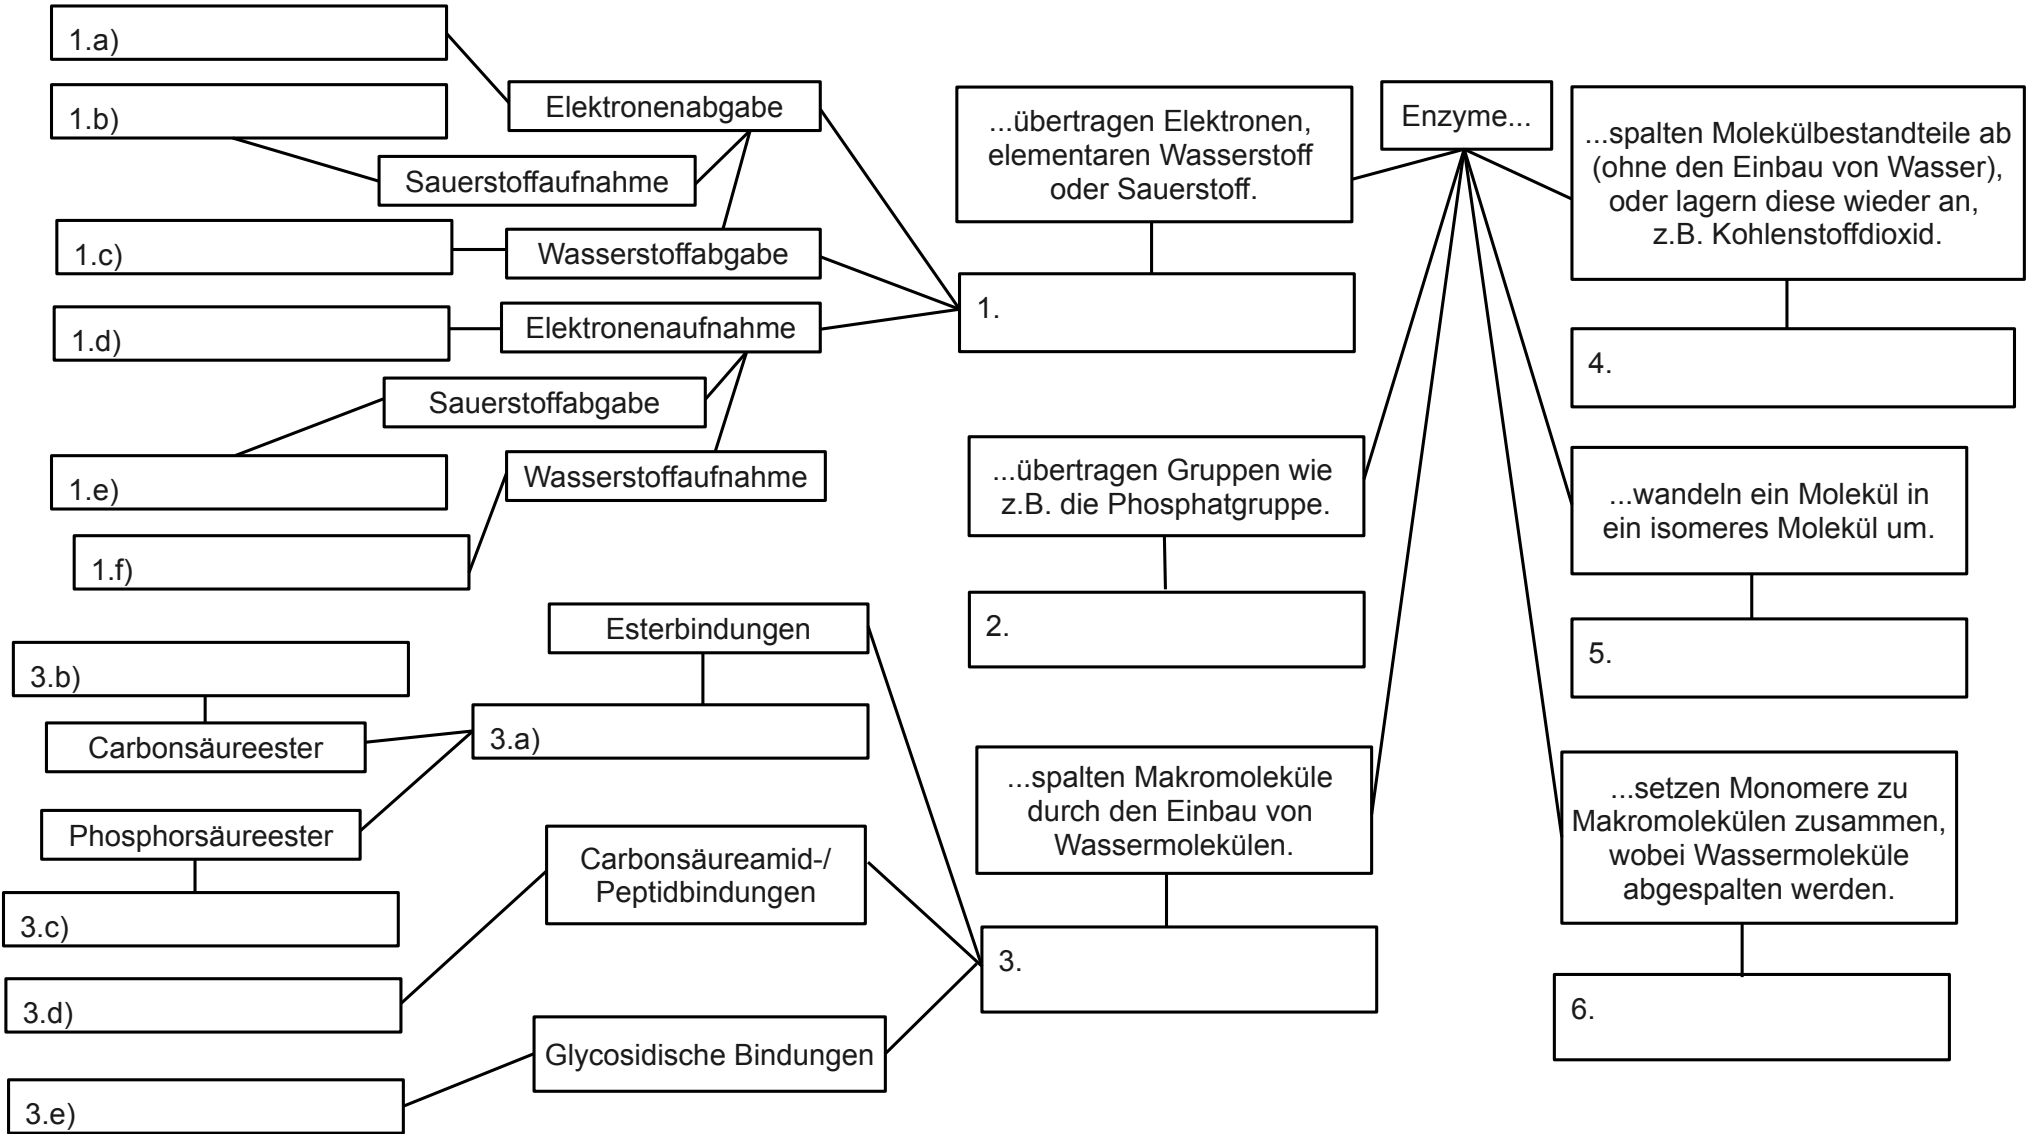 1.a)
1.b)
Elektronenabgabe
Sauerstoffaufnahme
1.c)
Wasserstoffabgabe
1.d)
Elektronenaufnahme
Sauerstoffabgabe
1.e)
Wasserstoffaufnahme
1.f)
...übertragen Elektronen,
elementaren Wasserstoff
oder Sauerstoff.
1.
Enzyme...
...spalten Molekülbestandteile ab
(ohne den Einbau von Wasser),
oder lagern diese wieder an,
z.B. Kohlenstoffdioxid.
4.
...übertragen Gruppen wie
z.B. die Phosphatgruppe.
2.
...wandeln ein Molekül in
ein isomeres Molekül um.
5.
Esterbindungen
3.b)
Carbonsäureester
3.a)
Phosphorsäureester
3.c)
Carbonsäureamid-/
Peptidbindungen
3.d)
Glycosidische Bindungen
3.e)
...spalten Makromoleküle
durch den Einbau von
Wassermolekülen.
3.
...setzen Monomere zu
Makromolekülen zusammen,
wobei Wassermoleküle
abgespalten werden.
6.